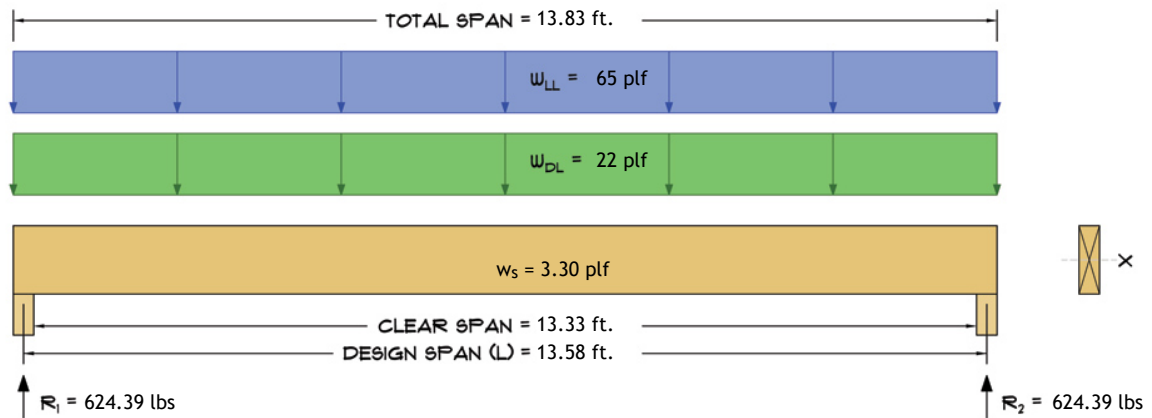 TOTAL SPAN = 13.83 ft.
WLL = 65 plf
WDL = 22 plf
ws = 3.30 plf
X
CLEAR SPAN = 13.33 ft.
DESIGN SPAN (L) = 13.58 ft.
R1 = 624.39 lbs
R2 = 624.39 lbs